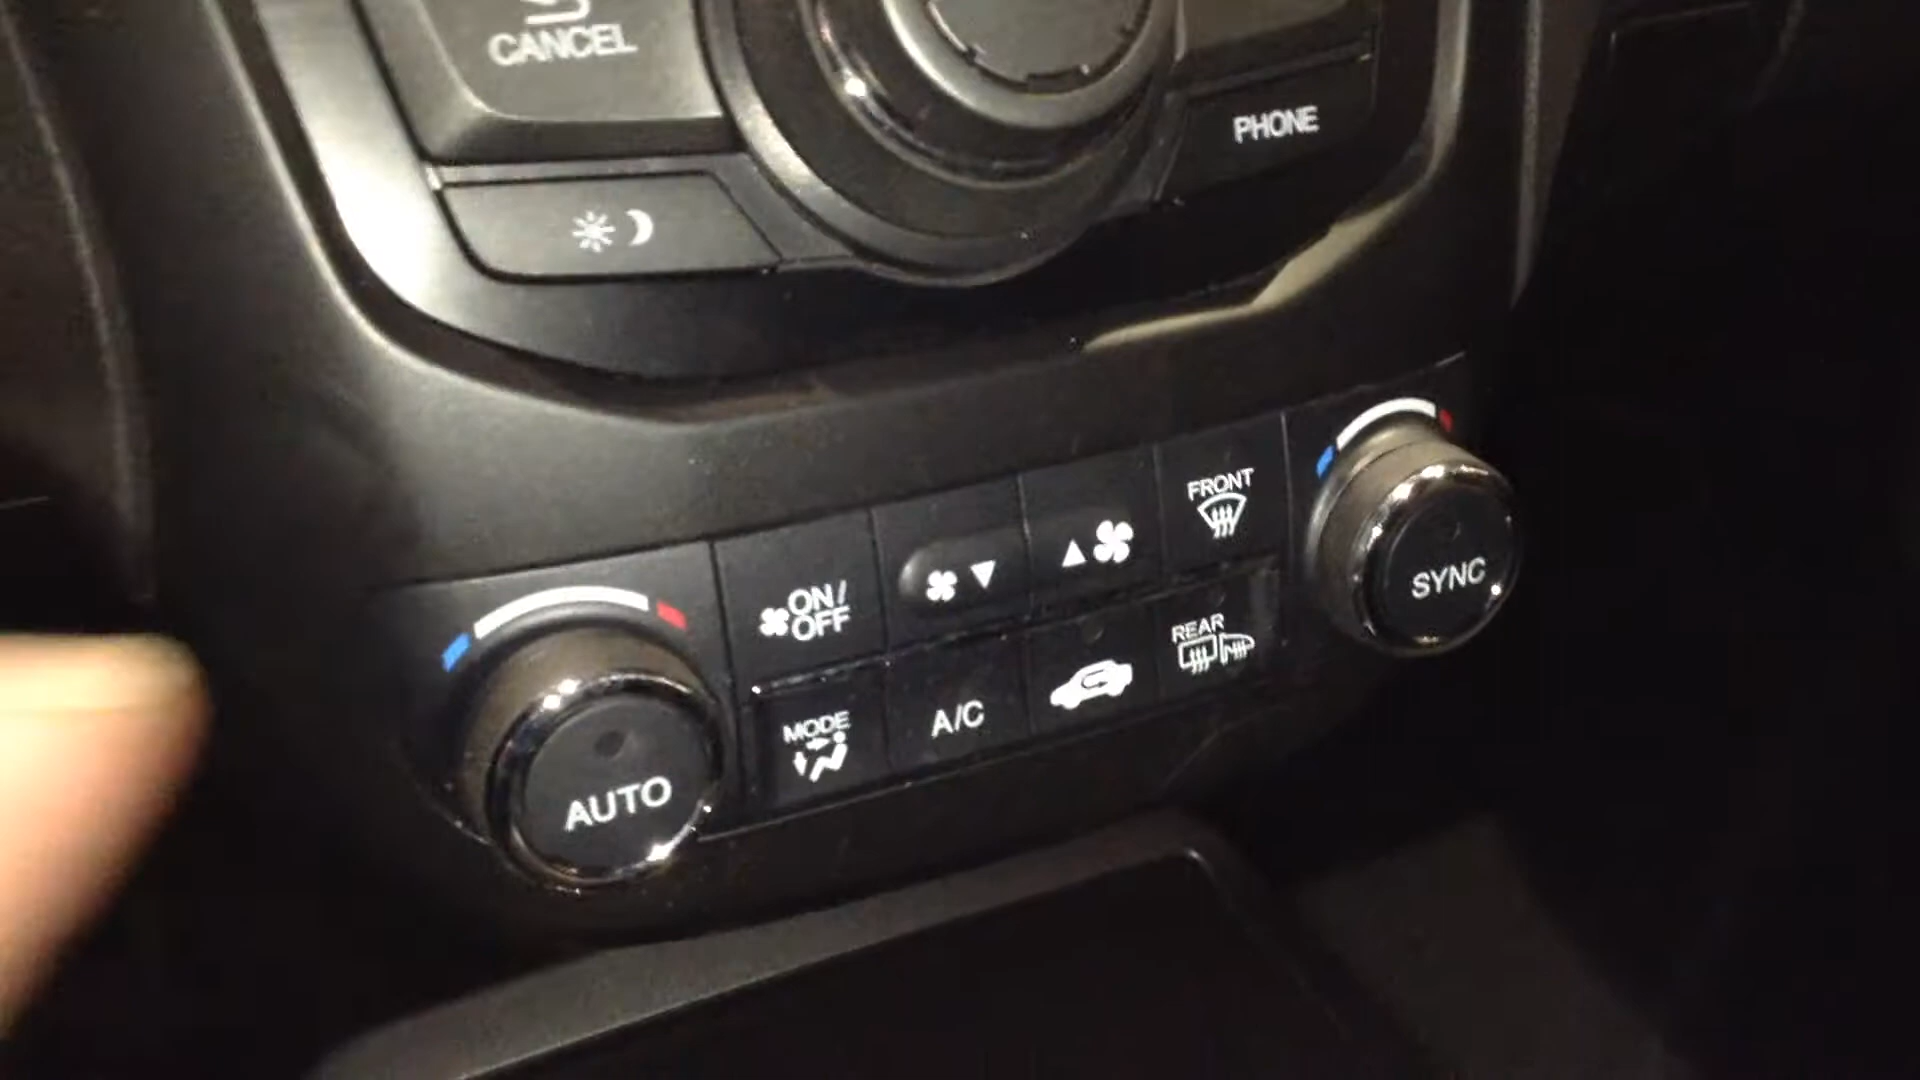 CANCEL
PHONE
FRONT
SYNC
ON/
OFF
REAR
MODE
A/C
AUTO